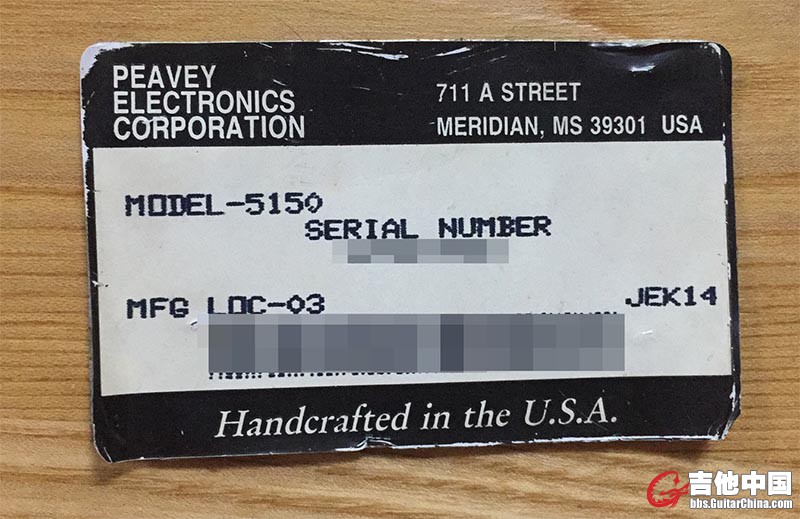 PEAVEY
ELECTRONICS
CORPORATION
711 A STREET
MERIDIAN, MS 39301 USA
MODEL-5150
SERIAL NUMBER
MFG LOC-03
JEK14
Handcrafted in the U.S.A.
吉他中国
bbs.GuitarChina.com